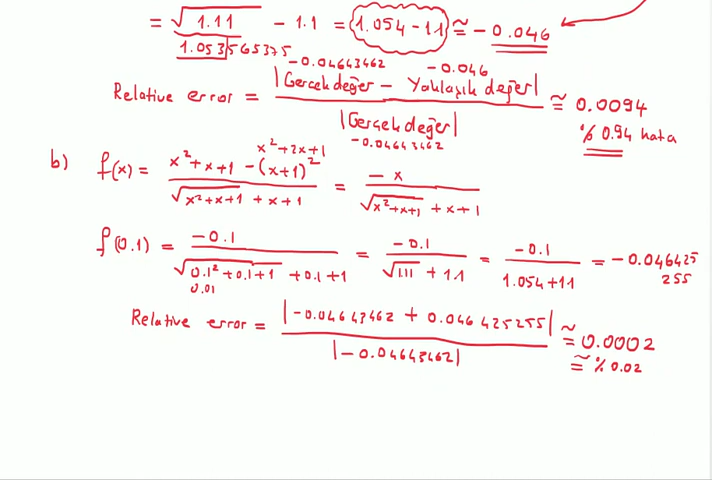 = √1.11 - 1.1 = 1.054 - 1.1 ≅ - 0.046
1.053565375
-0.04643462 -0.046
Relative error = |Gerçek değer - Yaklaşık değer| / |Gerçek değer| ≅ 0.0094
-0.04643462
% 0.94 hata
x²+2x+1
b) f(x) = x²+x+1 - (x+1)² / √x²+x+1 + x+1 = -x / √x²+x+1 + x+1
f(0.1) = -0.1 / √0.1²+0.1+1 + 0.1+1 = -0.1 / √1.11 + 1.1 = -0.1 / 1.054+1.1 = -0.046425255
0.01
Relative error = |-0.04643462 + 0.046425255| / |-0.04643462| ≅ 0.0002
≅ % 0.02